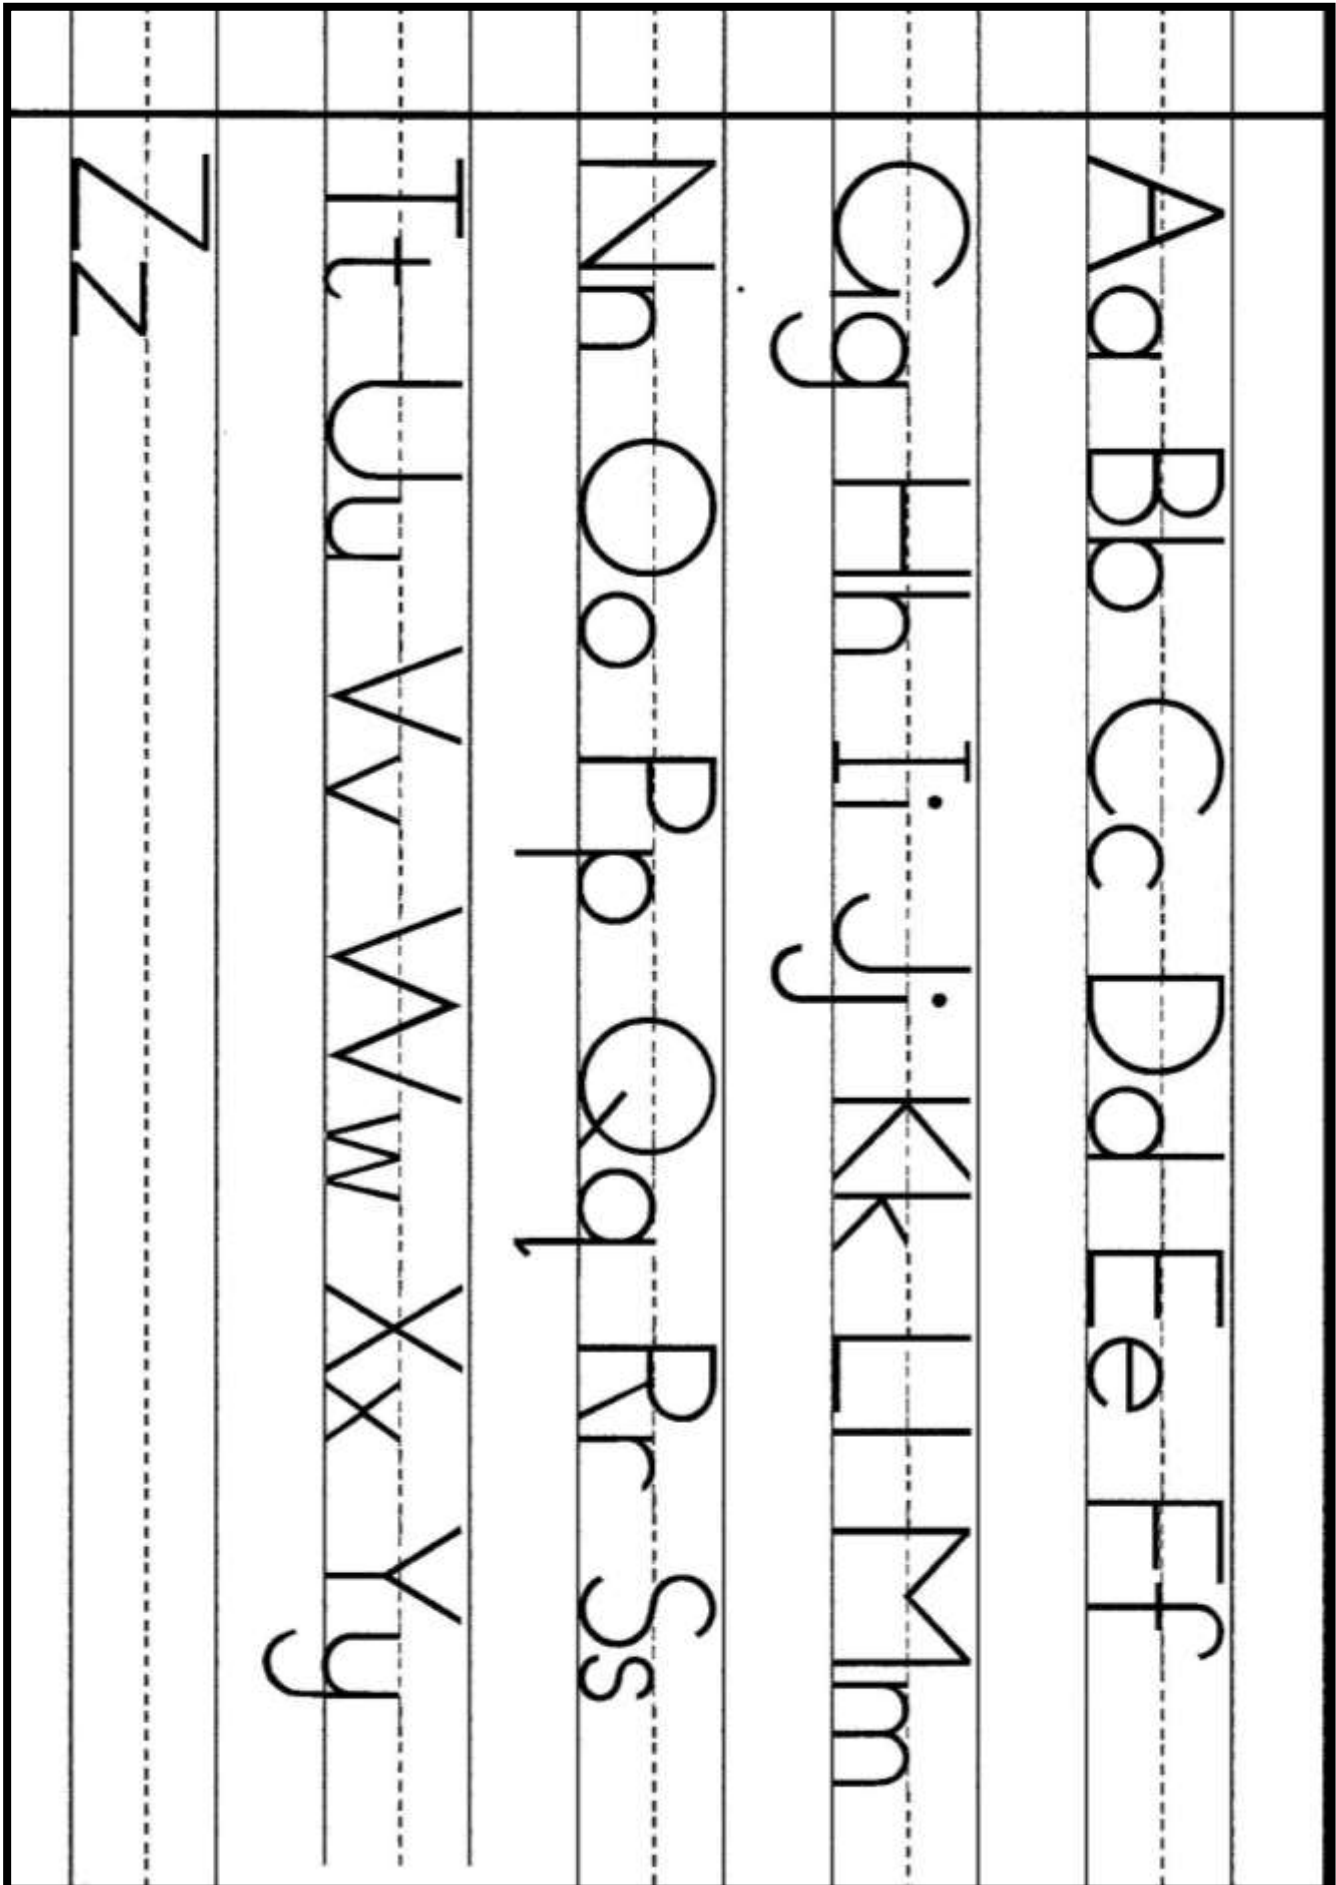 Aa Bb Cc Dd Ee Ff
Gg Hh Ii Jj Kk Ll Mm
Nn Oo Pp Qq Rr Ss
Tt Uu Vv Ww Xx Yy
Zz